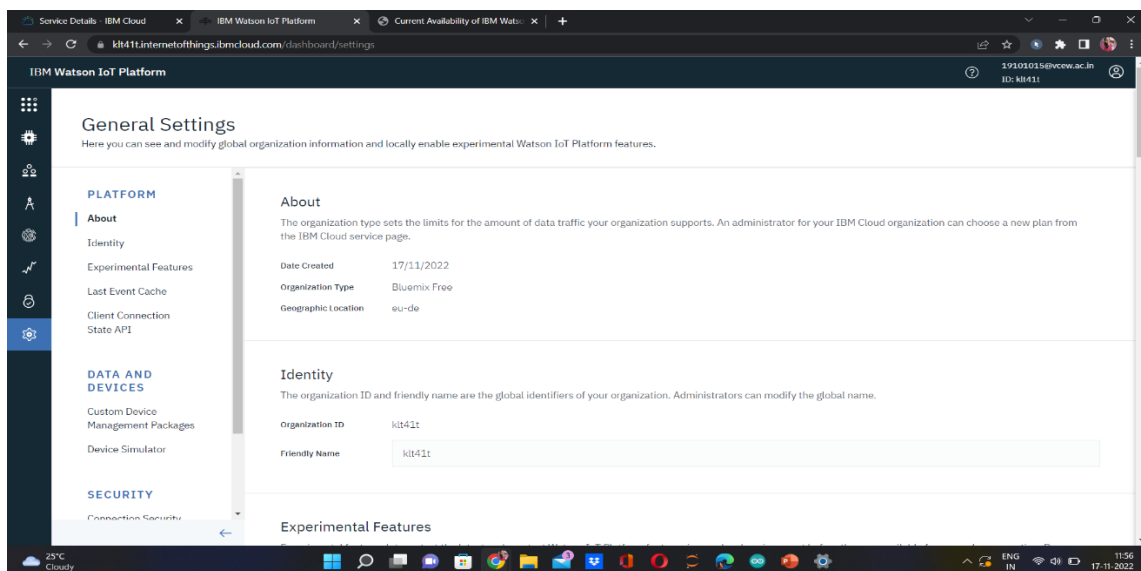 Service Details - IBM Cloud
IBM Watson IoT Platform
Current Availability of IBM Watso
klt41t.internetofthings.ibmcloud.com/dashboard/settings
IBM Watson IoT Platform
19101015@vcew.ac.in
ID: klt41t
General Settings
Here you can see and modify global organization information and locally enable experimental Watson IoT Platform features.
PLATFORM
About
Identity
Experimental Features
Last Event Cache
Client Connection
State API
DATA AND
DEVICES
Custom Device
Management Packages
Device Simulator
SECURITY
Connection Security
About
The organization type sets the limits for the amount of data traffic your organization supports. An administrator for your IBM Cloud organization can choose a new plan from
the IBM Cloud service page.
Date Created 17/11/2022
Organization Type Bluemix Free
Geographic Location eu-de
Identity
The organization ID and friendly name are the global identifiers of your organization. Administrators can modify the global name.
Organization ID klt41t
Friendly Name klt41t
Experimental Features
25°C
Cloudy
ENG
IN
11:56
17-11-2022